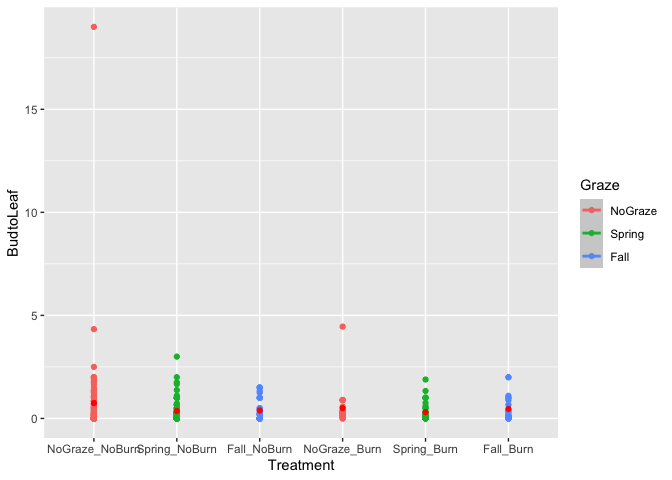 BudtoLeaf
15
10
5
0
NoGraze_NoBurn Spring_NoBurn Fall_NoBurn NoGraze_Burn Spring_Burn Fall_Burn
Treatment
Graze
NoGraze
Spring
Fall